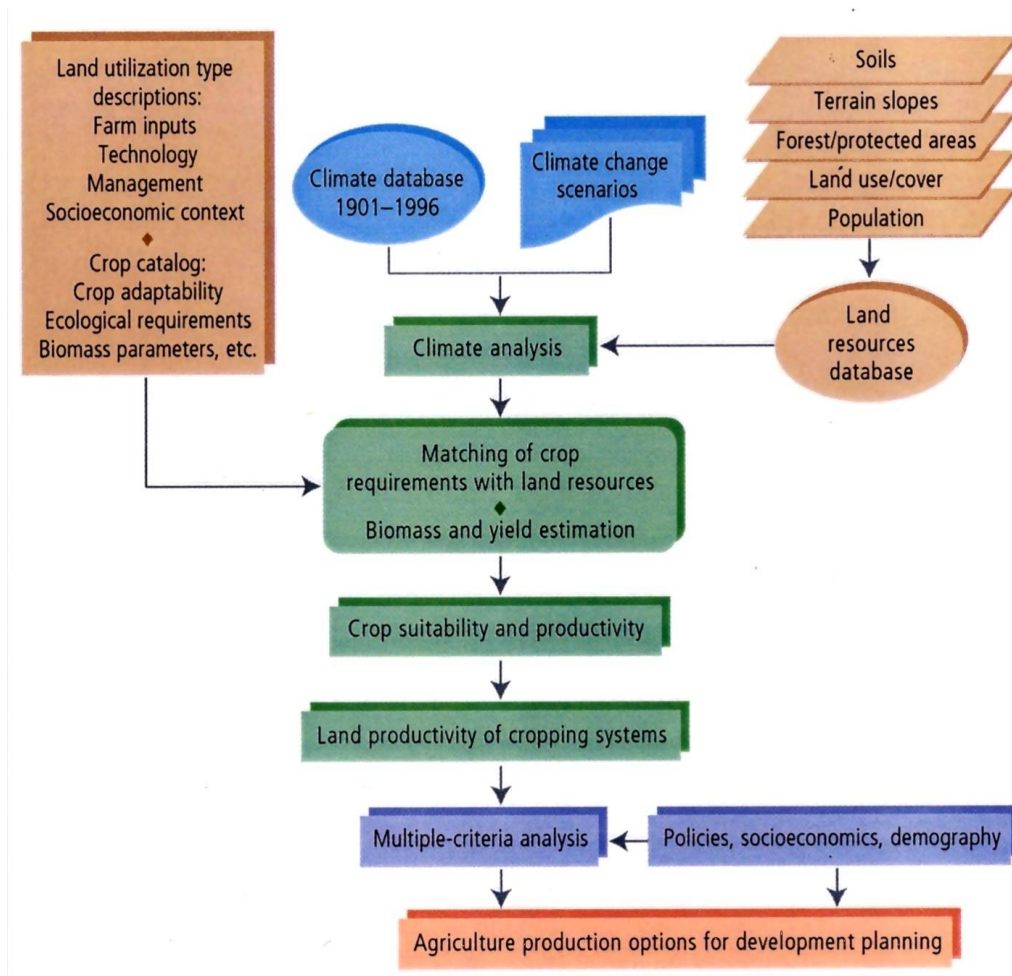 Land utilization type
descriptions:
Farm inputs
Technology
Management
Socioeconomic context
Crop catalog:
Crop adaptability
Ecological requirements
Biomass parameters, etc.
Climate database
1901–1996
Climate change
scenarios
Soils
Terrain slopes
Forest/protected areas
Land use/cover
Population
Land
resources
database
Climate analysis
Matching of crop
requirements with land resources
Biomass and yield estimation
Crop suitability and productivity
Land productivity of cropping systems
Multiple-criteria analysis
Policies, socioeconomics, demography
Agriculture production options for development planning